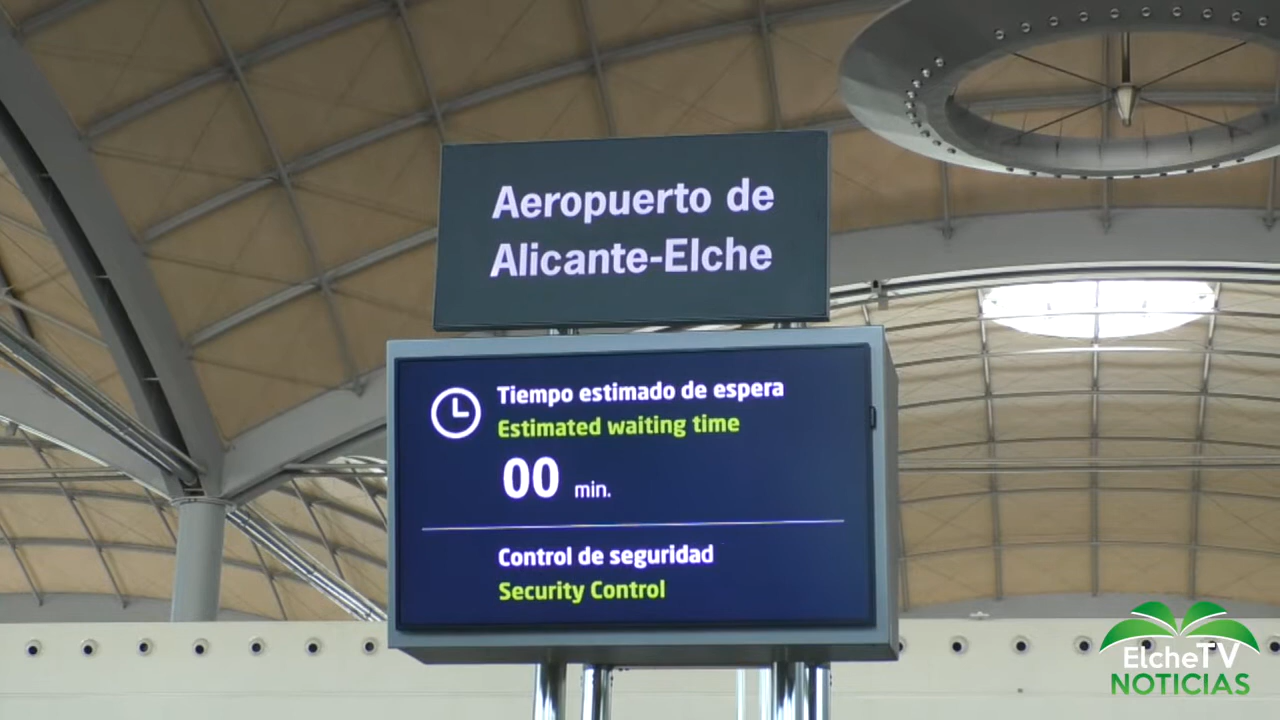 Aeropuerto de
Alicante-Elche
Tiempo estimado de espera
Estimated waiting time
00 min.
Control de seguridad
Security Control
ElcheTV
NOTICIAS